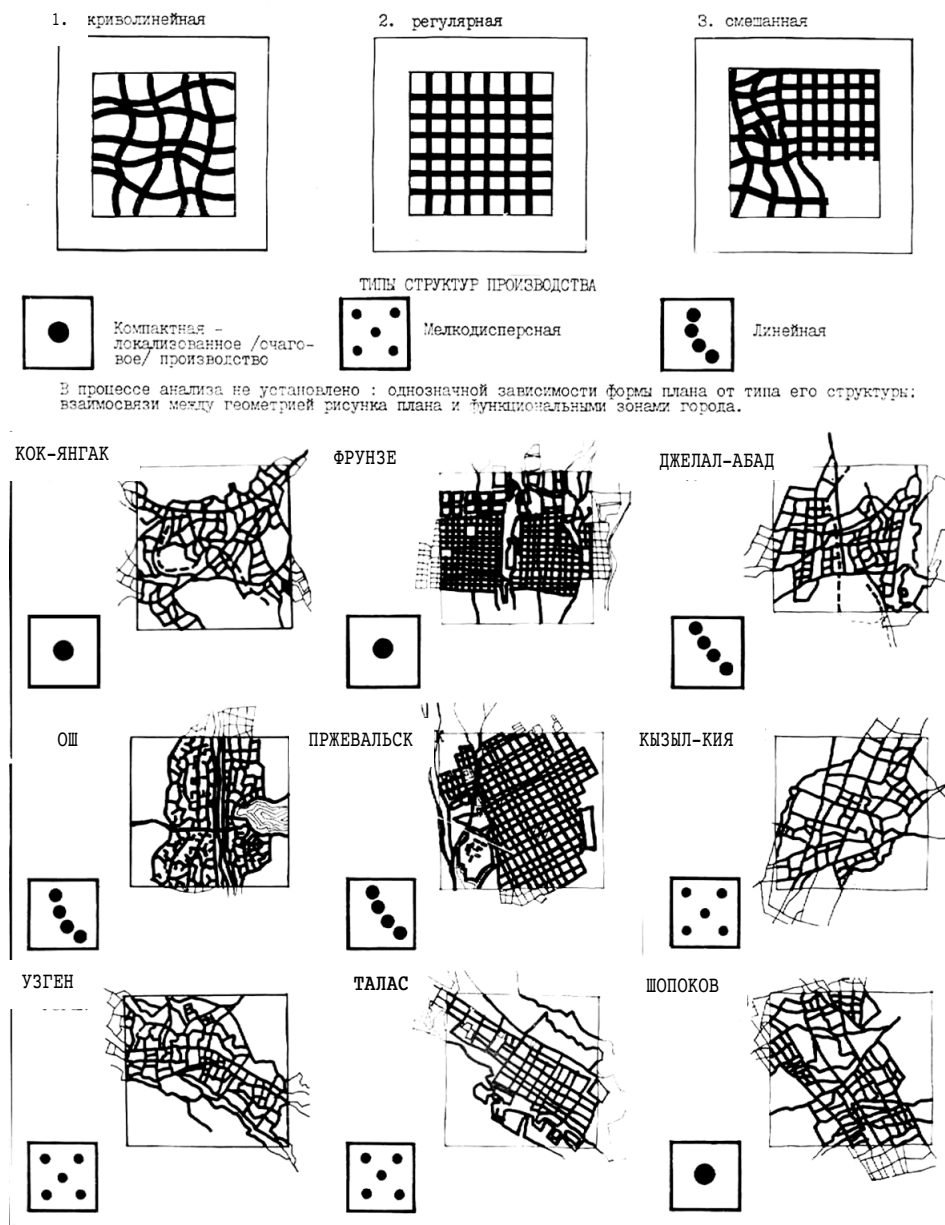 1. криволинейная
2. регулярная
3. смешанная
ТИПЫ СТРУКТУР ПРОИЗВОДСТВА
Компактная –
локализованное /очаго-
вое/ производство
Мелкодисперсная
Линейная
В процессе анализа не установлено : однозначной зависимости формы плана от типа его структуры;
взаимосвязи между геометрией рисунка плана и функциональными зонами города.
КОК-ЯНГАК
ФРУНЗЕ
ДЖЕЛАЛ-АБАД
ОШ
ПРЖЕВАЛЬСК
КЫЗЫЛ-КИЯ
УЗГЕН
ТАЛАС
ШОПОКОВ